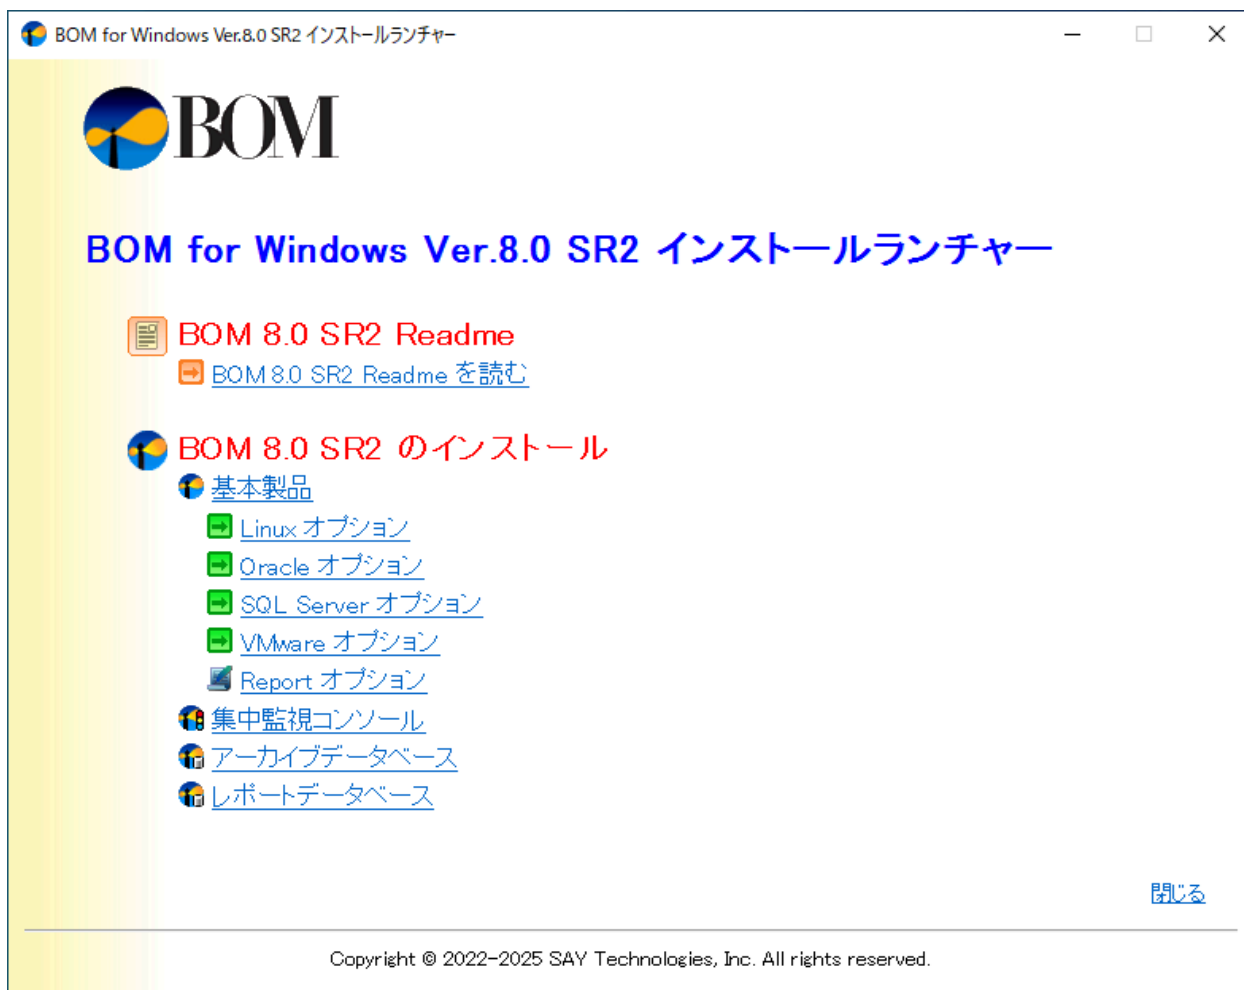 BOM for Windows Ver.8.0 SR2 インストールランチャー
BOM
BOM for Windows Ver.8.0 SR2 インストールランチャー
BOM 8.0 SR2 Readme
BOM 8.0 SR2 Readme を読む
BOM 8.0 SR2 のインストール
基本製品
Linux オプション
Oracle オプション
SQL Server オプション
VMware オプション
Report オプション
集中監視コンソール
アーカイブデータベース
レポートデータベース
閉じる
Copyright © 2022-2025 SAY Technologies, Inc. All rights reserved.